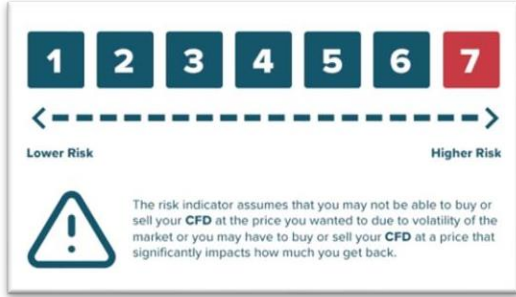 1 2 3 4 5 6 7
Lower Risk Higher Risk
The risk indicator assumes that you may not be able to buy or
sell your CFD at the price you wanted to due to volatility of the
market or you may have to buy or sell your CFD at a price that
significantly impacts how much you get back.